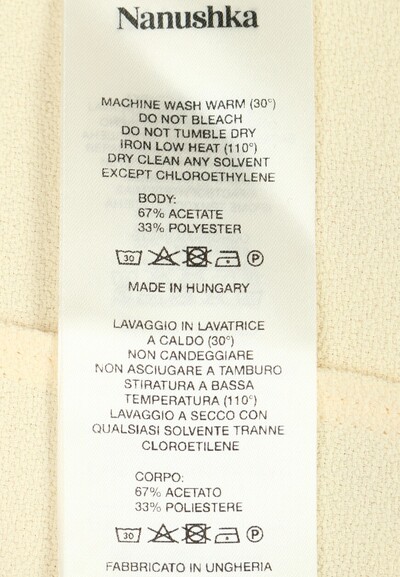 Nanushka
MACHINE WASH WARM (30°)
DO NOT BLEACH
DO NOT TUMBLE DRY
IRON LOW HEAT (110°)
DRY CLEAN ANY SOLVENT
EXCEPT CHLOROETHYLENE
BODY:
67% ACETATE
33% POLYESTER
30 P
MADE IN HUNGARY
LAVAGGIO IN LAVATRICE
A CALDO (30°)
NON CANDEGGIARE
NON ASCIUGARE A TAMBURO
STIRATURA A BASSA
TEMPERATURA (110°)
LAVAGGIO A SECCO CON
QUALSIASI SOLVENTE TRANNE
CLOROETILENE
CORPO:
67% ACETATO
33% POLIESTERE
30 P
FABBRICATO IN UNGHERIA